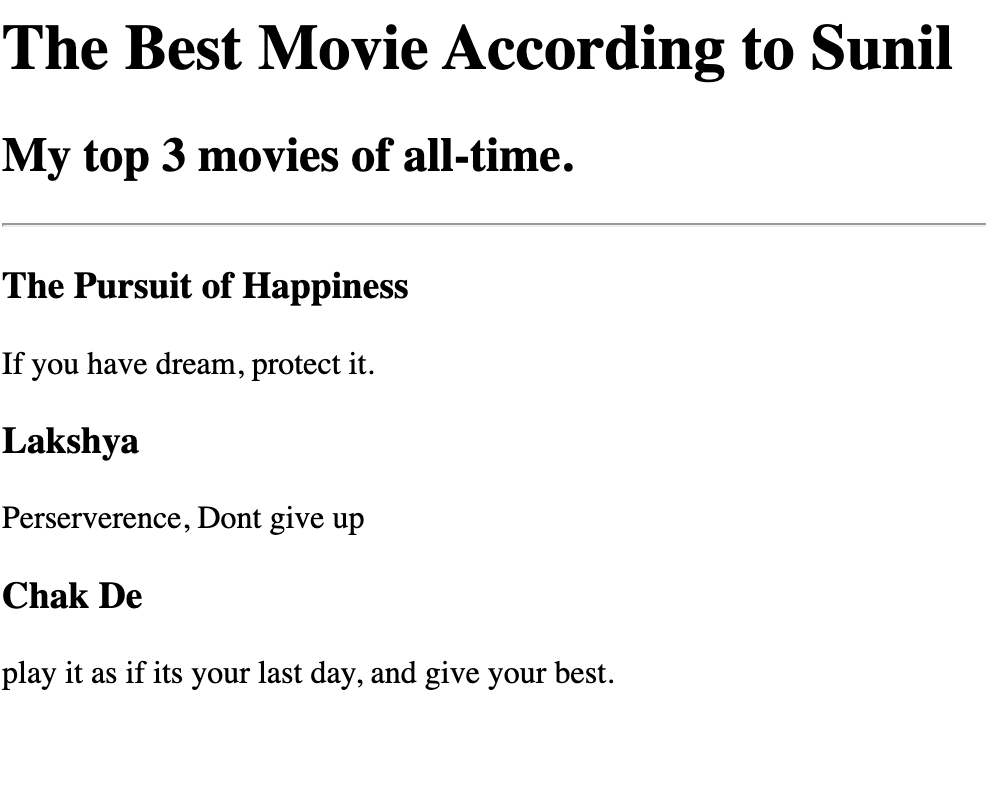 The Best Movie According to Sunil
My top 3 movies of all-time.
The Pursuit of Happiness
If you have dream, protect it.
Lakshya
Perserverence, Dont give up
Chak De
play it as if its your last day, and give your best.